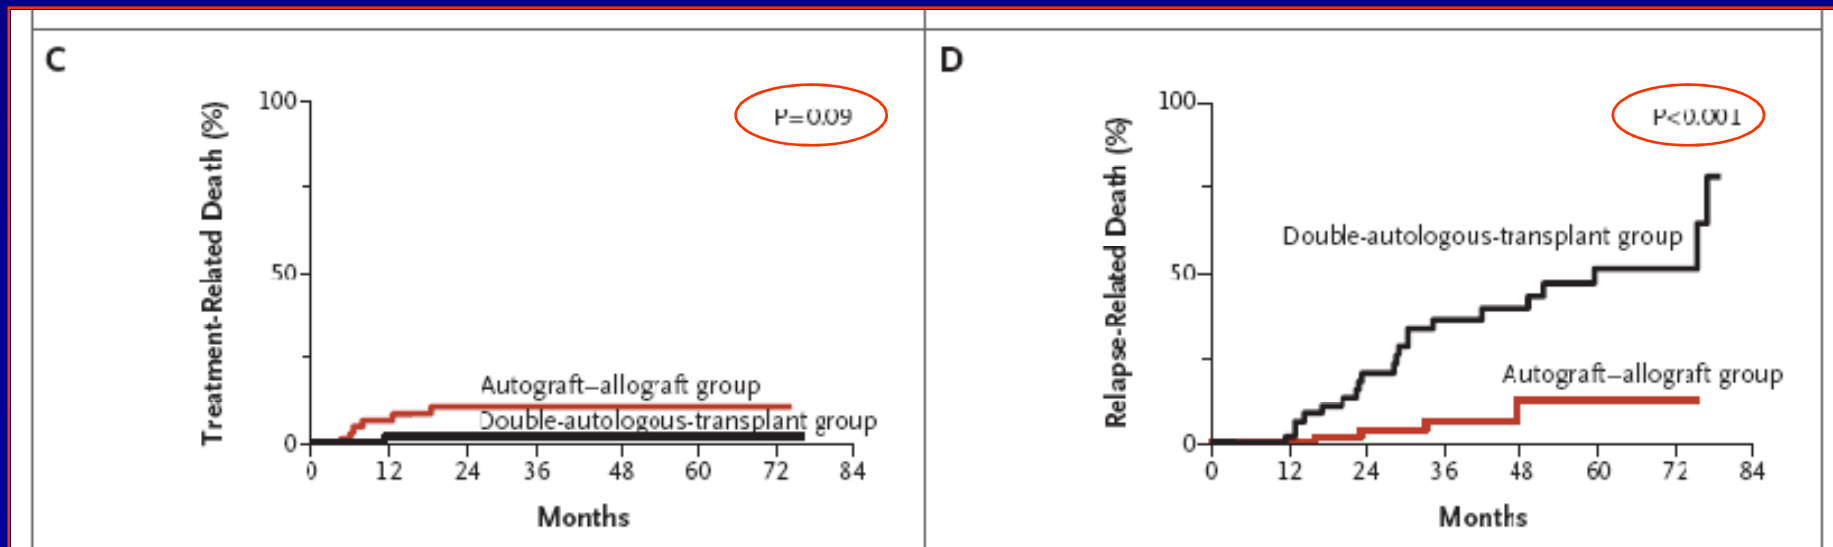 C
Treatment-Related Death (%)
100
50
0
P=0.09
Autograft–allograft group
Double-autologous-transplant group
0 12 24 36 48 60 72 84
Months
D
Relapse-Related Death (%)
100
50
0
P<0.001
Double-autologous-transplant group
Autograft–allograft group
0 12 24 36 48 60 72 84
Months